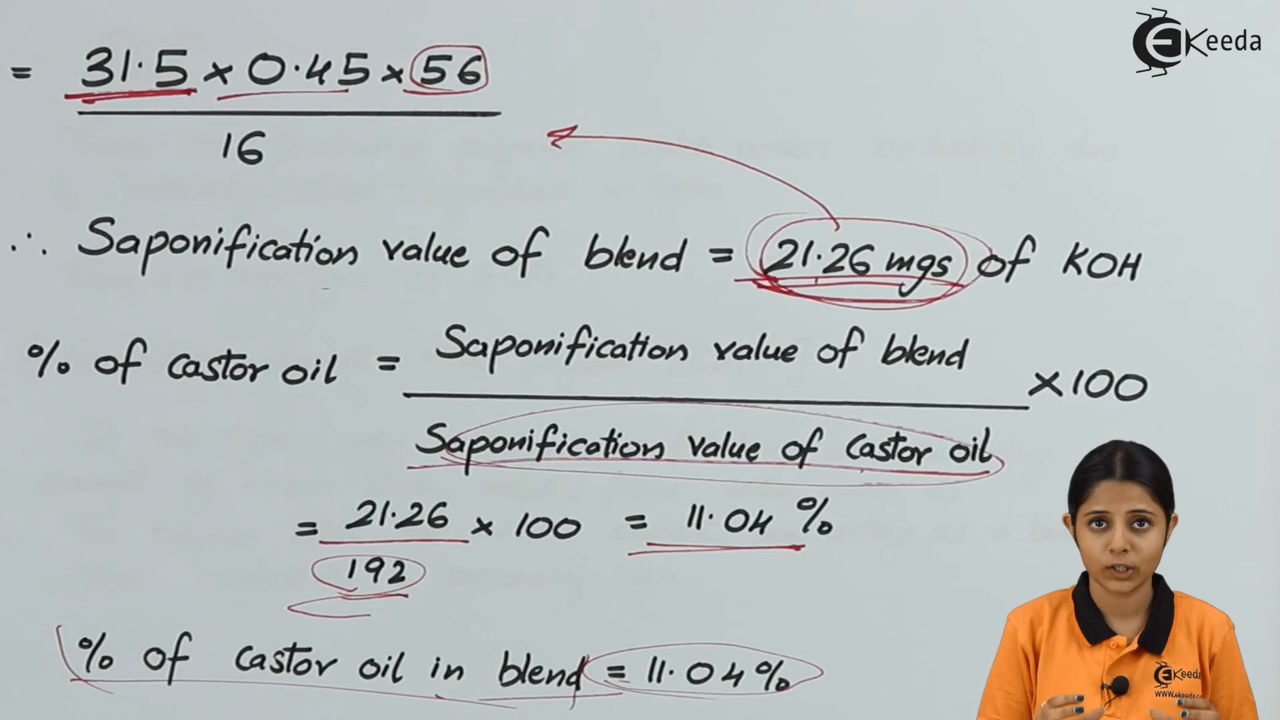 EKeeda
= 31.5 × 0.45 × 56
16
∴ Saponification value of blend = 21.26 mgs of KOH
% of castor oil = Saponification value of blend × 100
Saponification value of castor oil
= 21.26 × 100 = 11.04 %
192
% of castor oil in blend = 11.04%
EKeeda